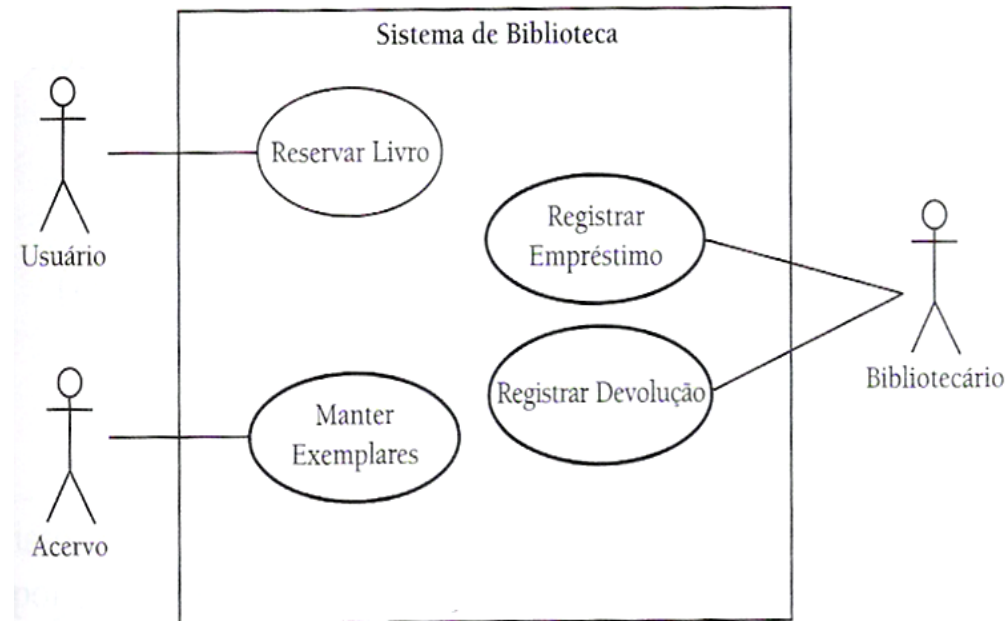 Sistema de Biblioteca
Reservar Livro
Usuário
Registrar
Empréstimo
Bibliotecário
Registrar Devolução
Manter
Exemplares
Acervo